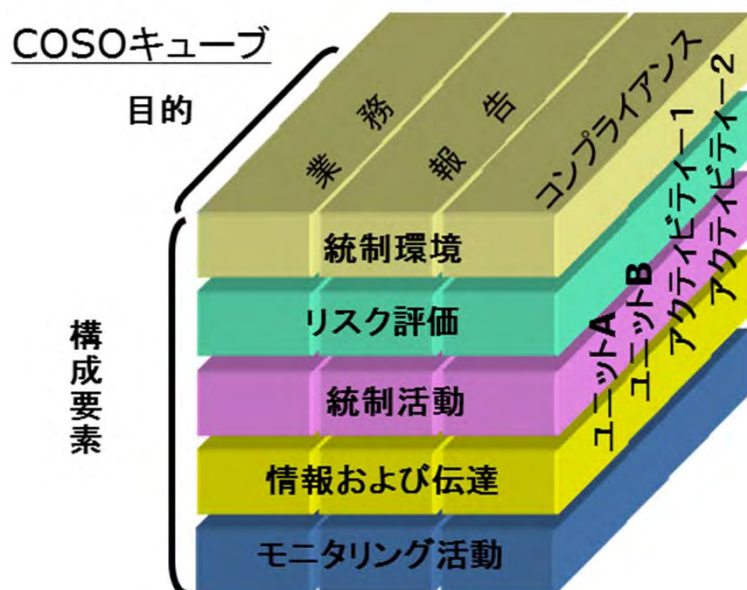 COSOキューブ
目的
業務
報告
コンプライアンス
構成要素
統制環境
リスク評価
統制活動
情報および伝達
モニタリング活動
ユニットA
ユニットB
アクティビティー1
アクティビティー2